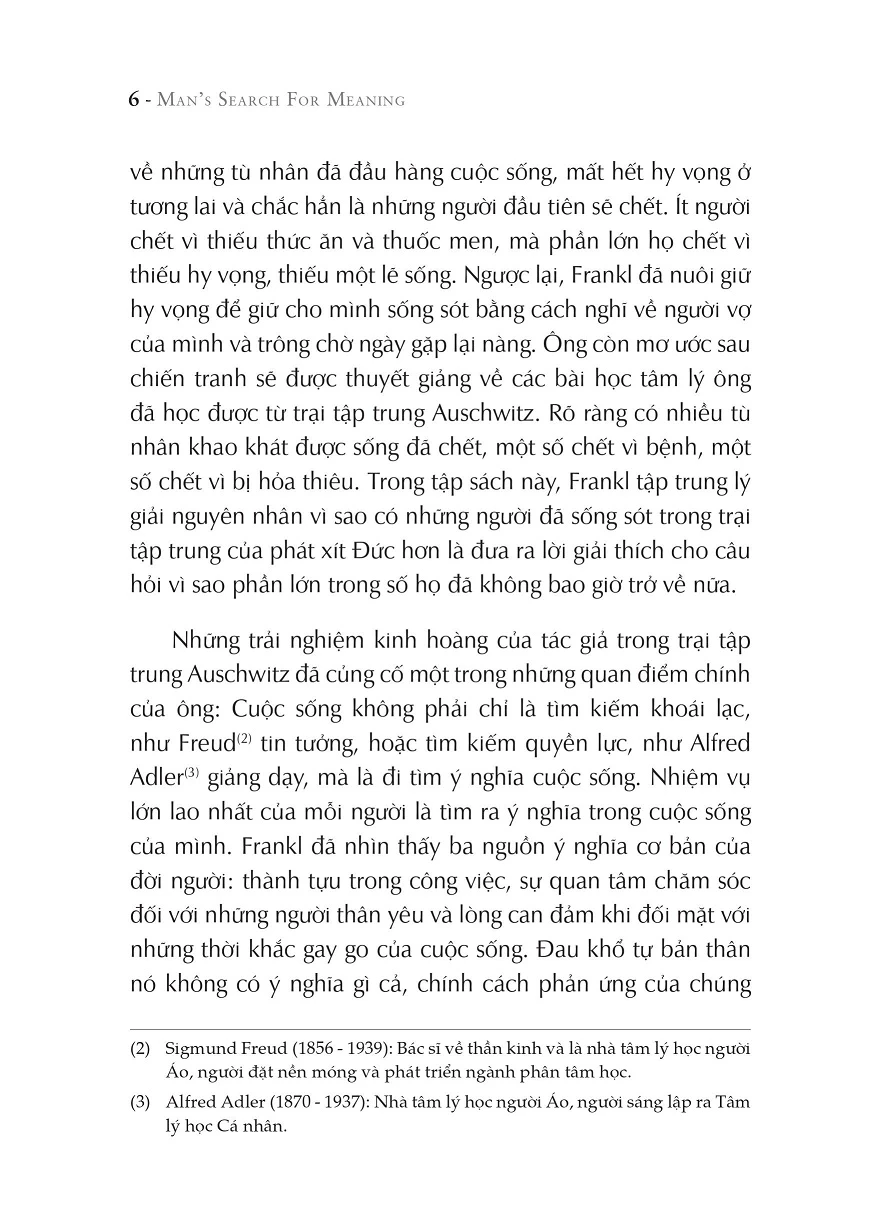 6 - Man's Search For Meaning
về những tù nhân đã đầu hàng cuộc sống, mất hết hy vọng ở
tương lai và chắc hẳn là những người đầu tiên sẽ chết. Ít người
chết vì thiếu thức ăn và thuốc men, mà phần lớn họ chết vì
thiếu hy vọng, thiếu một lẽ sống. Ngược lại, Frankl đã nuôi giữ
hy vọng để giữ cho mình sống sót bằng cách nghĩ về người vợ
của mình và trông chờ ngày gặp lại nàng. Ông còn mơ ước sau
chiến tranh sẽ được thuyết giảng về các bài học tâm lý ông
đã học được từ trại tập trung Auschwitz. Rõ ràng có nhiều tù
nhân khao khát được sống đã chết, một số chết vì bệnh, một
số chết vì bị hỏa thiêu. Trong tập sách này, Frankl tập trung lý
giải nguyên nhân vì sao có những người đã sống sót trong trại
tập trung của phát xít Đức hơn là đưa ra lời giải thích cho câu
hỏi vì sao phần lớn trong số họ đã không bao giờ trở về nữa.
Những trải nghiệm kinh hoàng của tác giả trong trại tập
trung Auschwitz đã củng cố một trong những quan điểm chính
của ông: Cuộc sống không phải chỉ là tìm kiếm khoái lạc,
như Freud(2) tin tưởng, hoặc tìm kiếm quyền lực, như Alfred
Adler(3) giảng dạy, mà là đi tìm ý nghĩa cuộc sống. Nhiệm vụ
lớn lao nhất của mỗi người là tìm ra ý nghĩa trong cuộc sống
của mình. Frankl đã nhìn thấy ba nguồn ý nghĩa cơ bản của
đời người: thành tựu trong công việc, sự quan tâm chăm sóc
đối với những người thân yêu và lòng can đảm khi đối mặt với
những thời khắc gay go của cuộc sống. Đau khổ tự bản thân
nó không có ý nghĩa gì cả, chính cách phản ứng của chúng
(2) Sigmund Freud (1856 - 1939): Bác sĩ về thần kinh và là nhà tâm lý học người
Áo, người đặt nền móng và phát triển ngành phân tâm học.
(3) Alfred Adler (1870 - 1937): Nhà tâm lý học người Áo, người sáng lập ra Tâm
lý học Cá nhân.